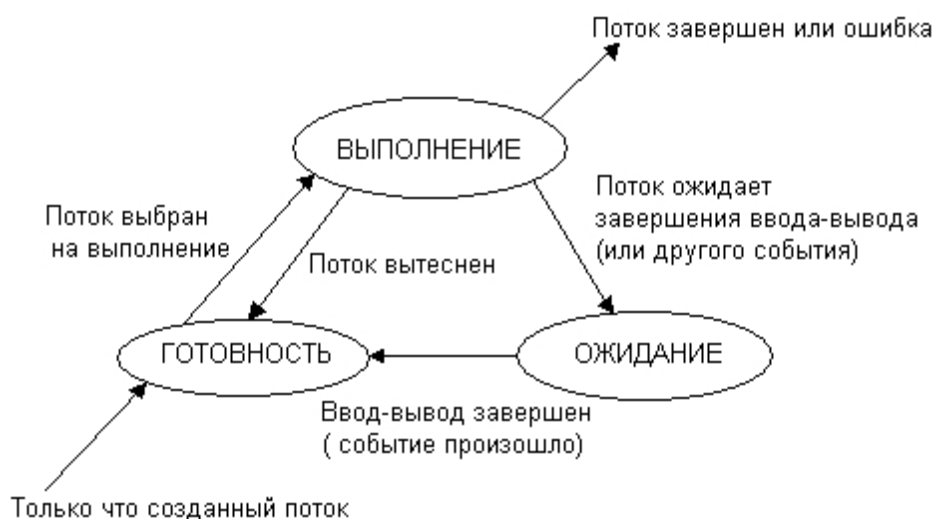 Поток завершен или ошибка
ВЫПОЛНЕНИЕ
Поток выбран
на выполнение
Поток вытеснен
Поток ожидает
завершения ввода-вывода
(или другого события)
ГОТОВНОСТЬ
ОЖИДАНИЕ
Ввод-вывод завершен
( событие произошло)
Только что созданный поток